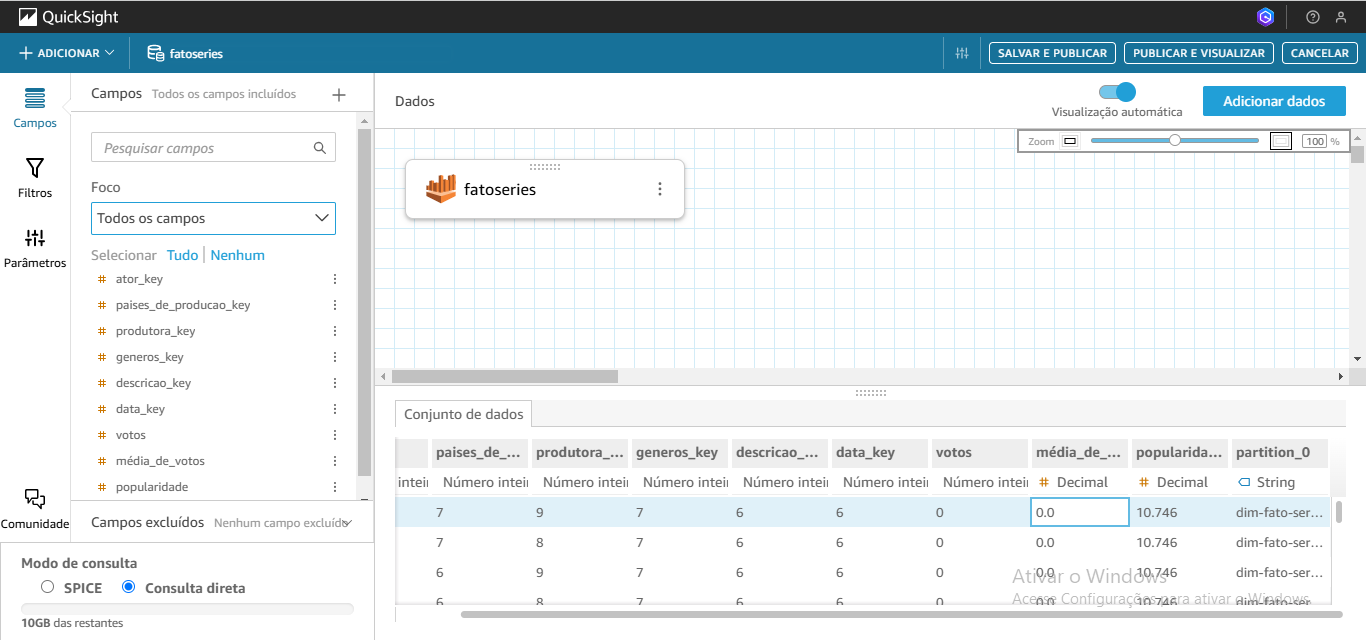 QuickSight
ADICIONAR
fatoseries
SALVAR E PUBLICAR
PUBLICAR E VISUALIZAR
CANCELAR
Campos
Filtros
Parâmetros
Comunidade
Campos Todos os campos incluídos
Pesquisar campos
Foco
Todos os campos
Selecionar Tudo Nenhum
# ator_key
# paises_de_producao_key
# produtora_key
# generos_key
# descricao_key
# data_key
# votos
# média_de_votos
# popularidade
Campos excluídos Nenhum campo excluído
Modo de consulta
SPICE Consulta direta
10GB das restantes
Dados
Visualização automática
Adicionar dados
Zoom 100 %
fatoseries
Conjunto de dados
paises_de_... produtora_... generos_key descricao_... data_key votos média_de_... popularida... partition_0
inteir Número inteir Número inteir Número inteir Número inteir Número inteir Número inteir # Decimal # Decimal String
7 9 7 6 6 0 0.0 10.746 dim-fato-ser...
7 8 7 6 6 0 0.0 10.746 dim-fato-ser...
6 9 7 6 6 0 0.0 10.746 dim-fato-ser...
6 8 7 6 6 0 0.0 10.746 dim-fato-ser...
Ativar o Windows
Acesse Configurações para ativar o Windows.